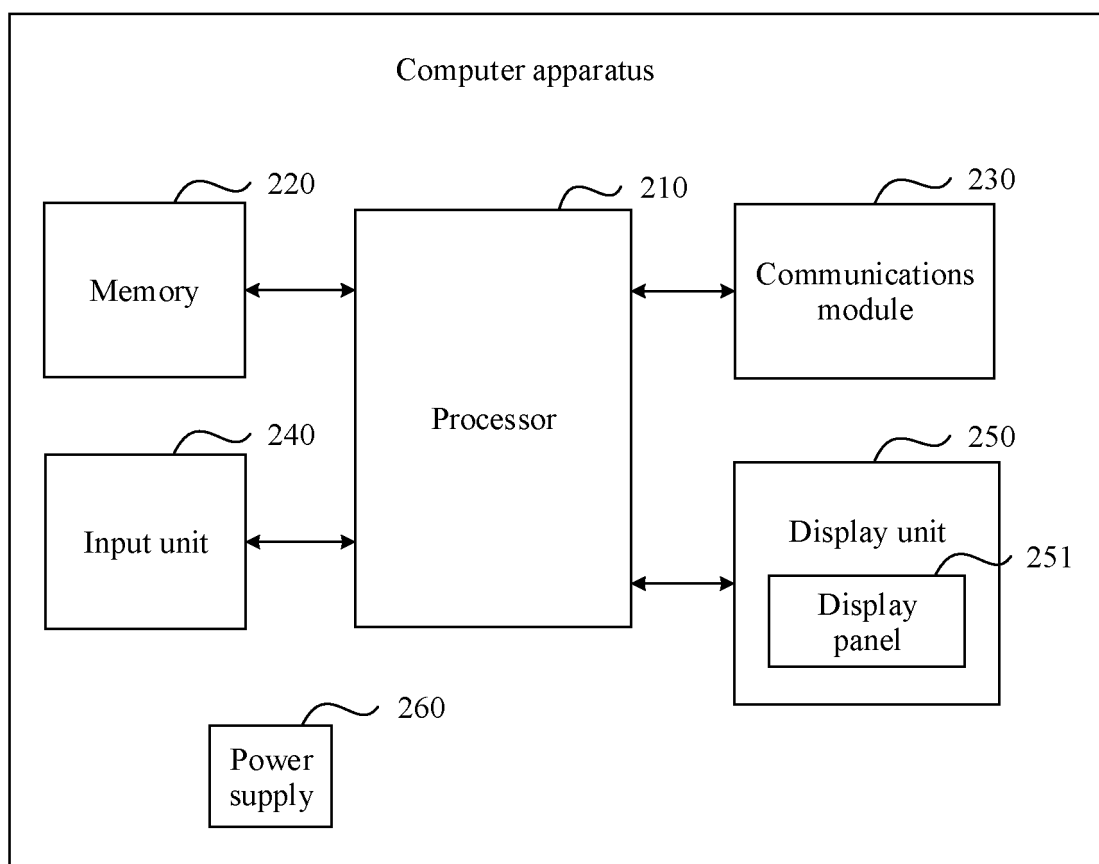 Computer apparatus
220
210
230
Memory
Communications
module
Processor
240
250
Input unit
Display unit
251
Display
panel
260
Power
supply